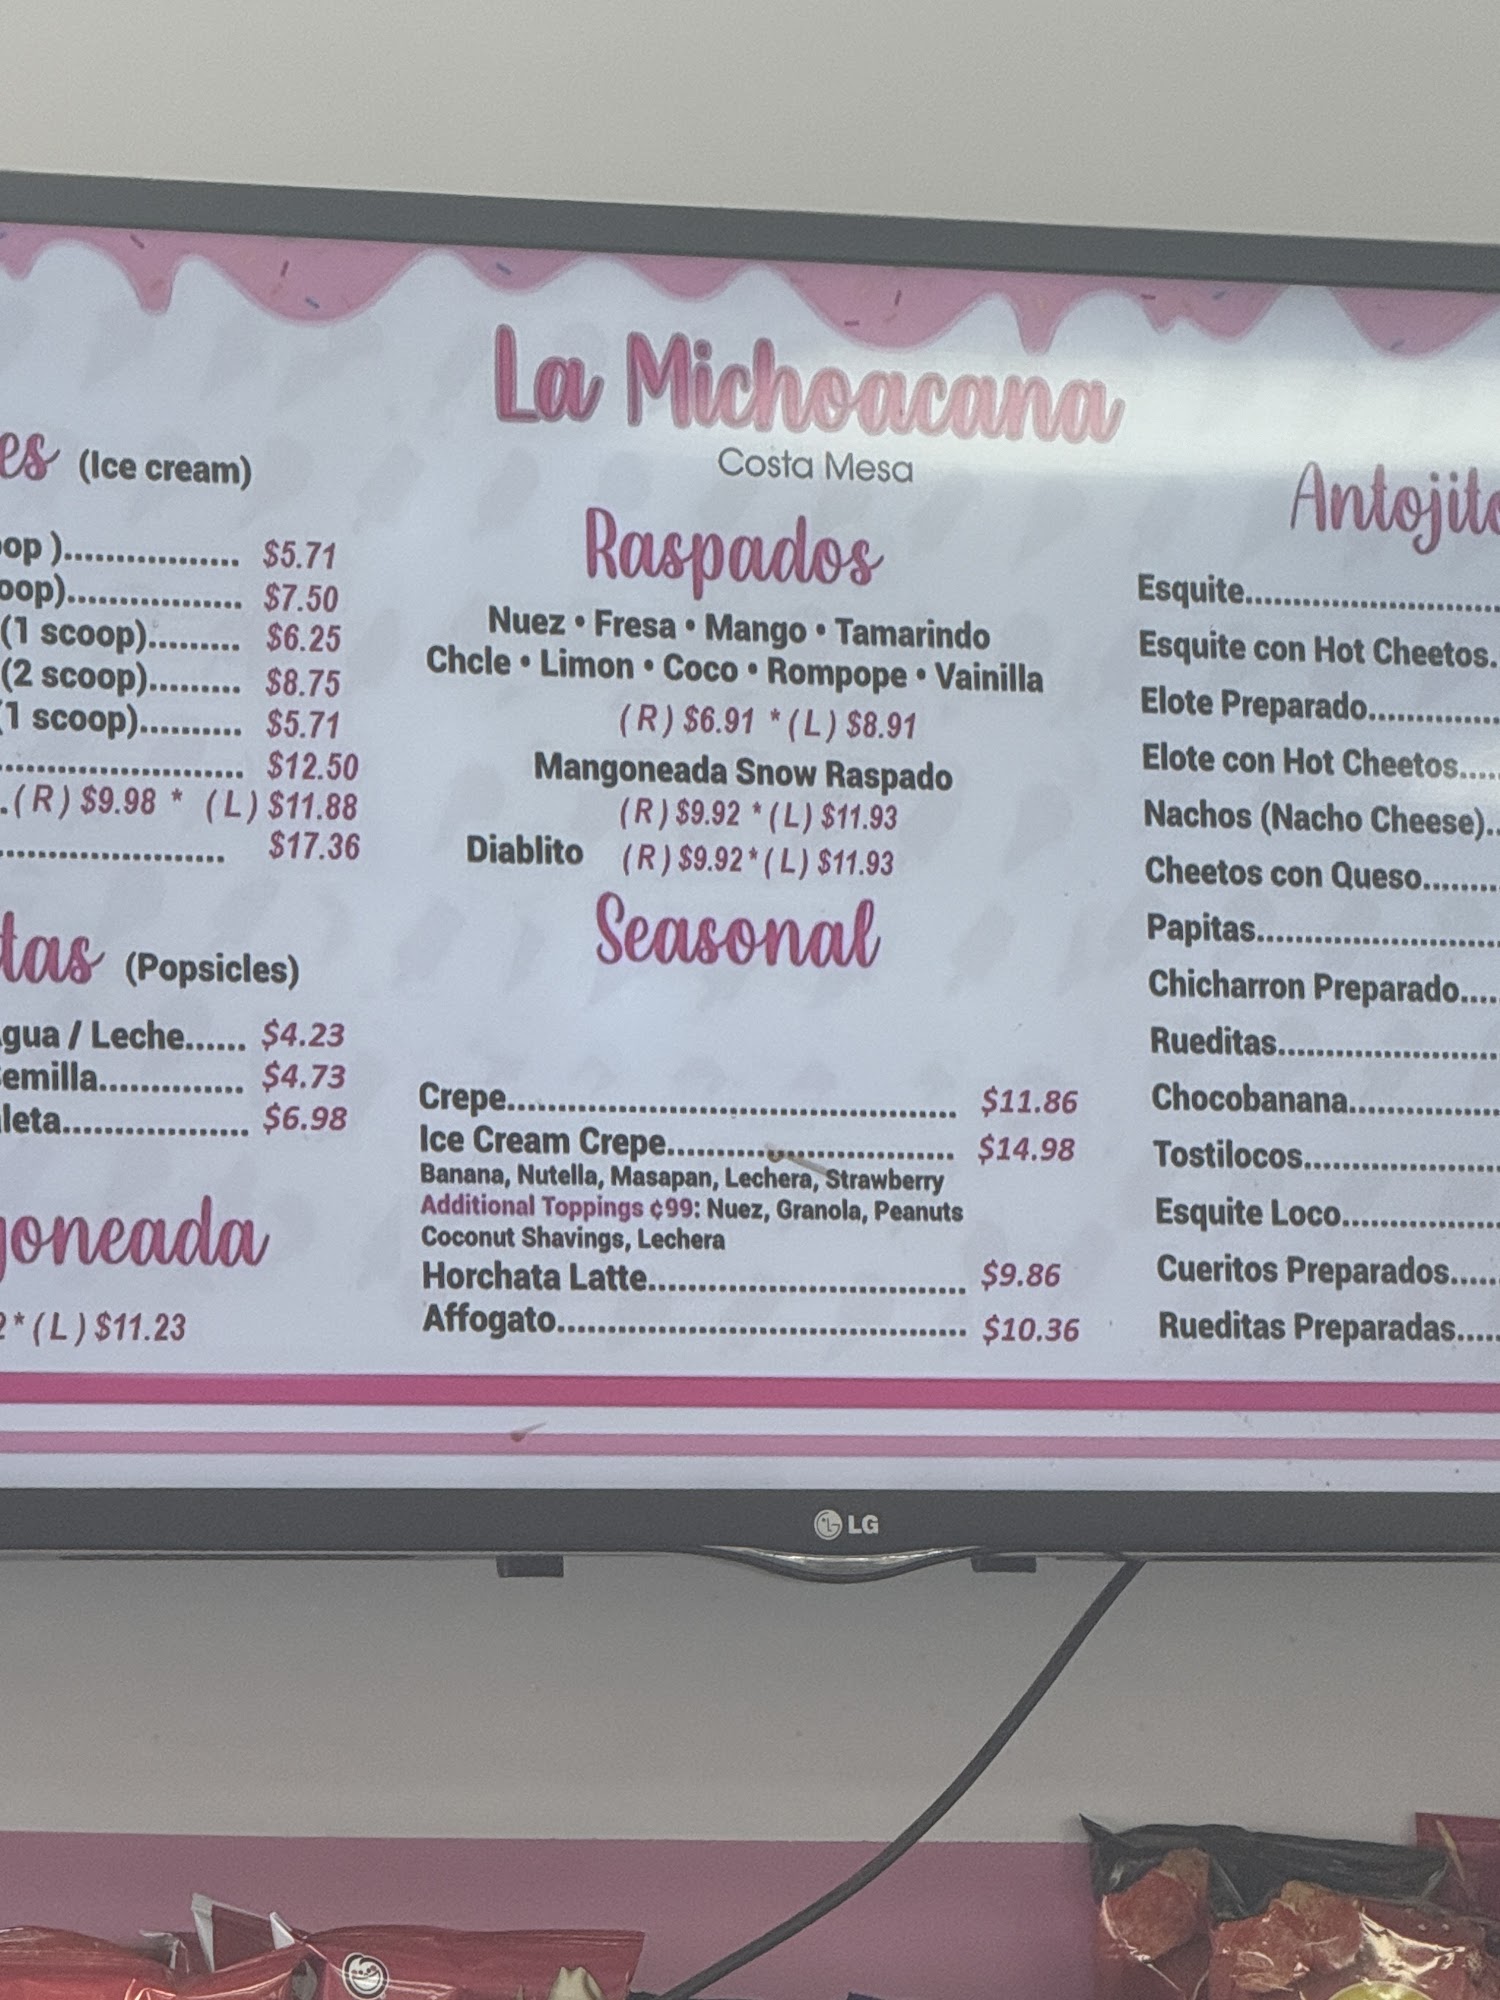 La Michoacana
Costa Mesa
es (Ice cream)
oop )................. $5.71
oop)................. $7.50
(1 scoop)......... $6.25
(2 scoop)......... $8.75
(1 scoop).......... $5.71
........................ $12.50
.(R) $9.98 * (L) $11.88
...................... $17.36
tas (Popsicles)
gua / Leche...... $4.23
emilla.............. $4.73
leta.................. $6.98
goneada
2*(L) $11.23
Raspados
Nuez • Fresa • Mango • Tamarindo
Chcle • Limon • Coco • Rompope • Vainilla
(R) $6.91 *(L) $8.91
Mangoneada Snow Raspado
(R) $9.92 *(L) $11.93
Diablito (R) $9.92*(L) $11.93
Seasonal
Crepe............................................. $11.86
Ice Cream Crepe............................. $14.98
Banana, Nutella, Masapan, Lechera, Strawberry
Additional Toppings ¢99: Nuez, Granola, Peanuts
Coconut Shavings, Lechera
Horchata Latte................................ $9.86
Affogato......................................... $10.36
Antojito
Esquite..........................
Esquite con Hot Cheetos.
Elote Preparado.............
Elote con Hot Cheetos....
Nachos (Nacho Cheese)..
Cheetos con Queso........
Papitas.........................
Chicharron Preparado....
Rueditas.......................
Chocobanana...............
Tostilocos....................
Esquite Loco................
Cueritos Preparados.....
Rueditas Preparadas.....
LG